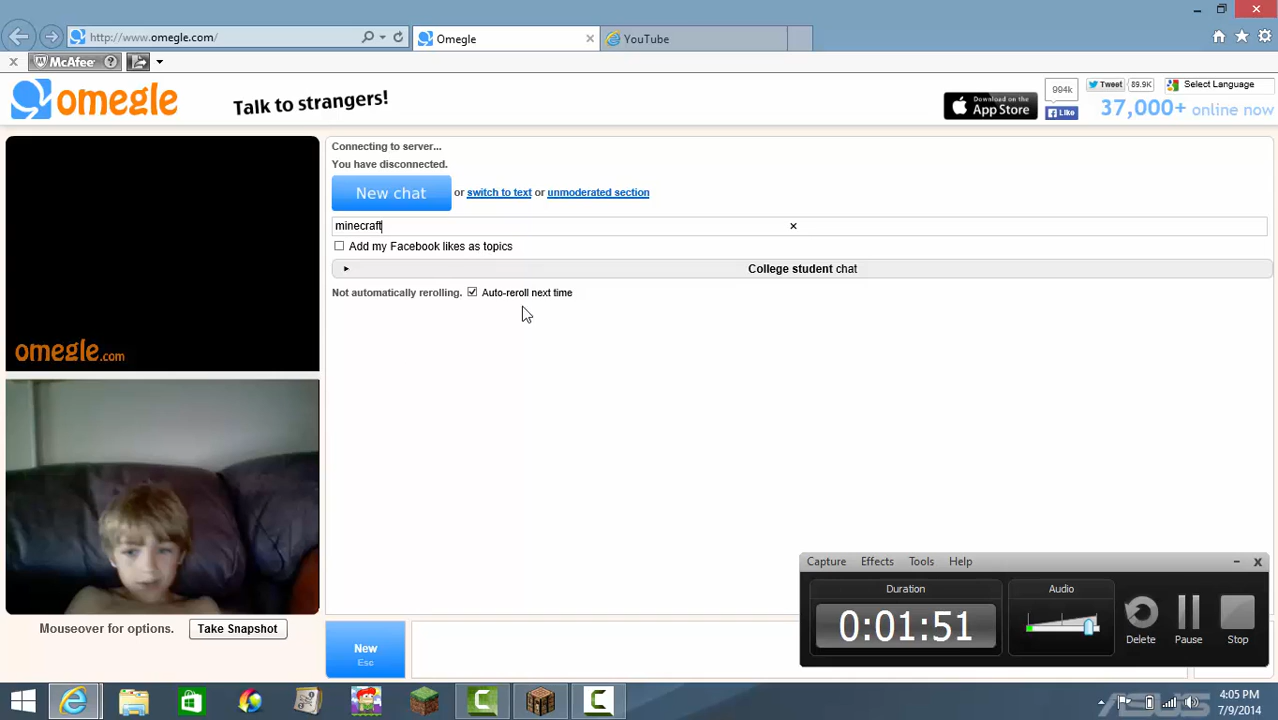 http://www.omegle.com/
Omegle
YouTube
McAfee
omegle
Talk to strangers!
994k
Like
Tweet
89.9K
Select Language
Download on the
App Store
37,000+ online now
Connecting to server...
You have disconnected.
New chat or switch to text or unmoderated section
minecraft
Add my Facebook likes as topics
College student chat
Not automatically rerolling. Auto-reroll next time
omegle.com
Mouseover for options. Take Snapshot
New
Esc
Capture Effects Tools Help
Duration
Audio
0:01:51
Delete Pause Stop
4:05 PM
7/9/2014
ASUS